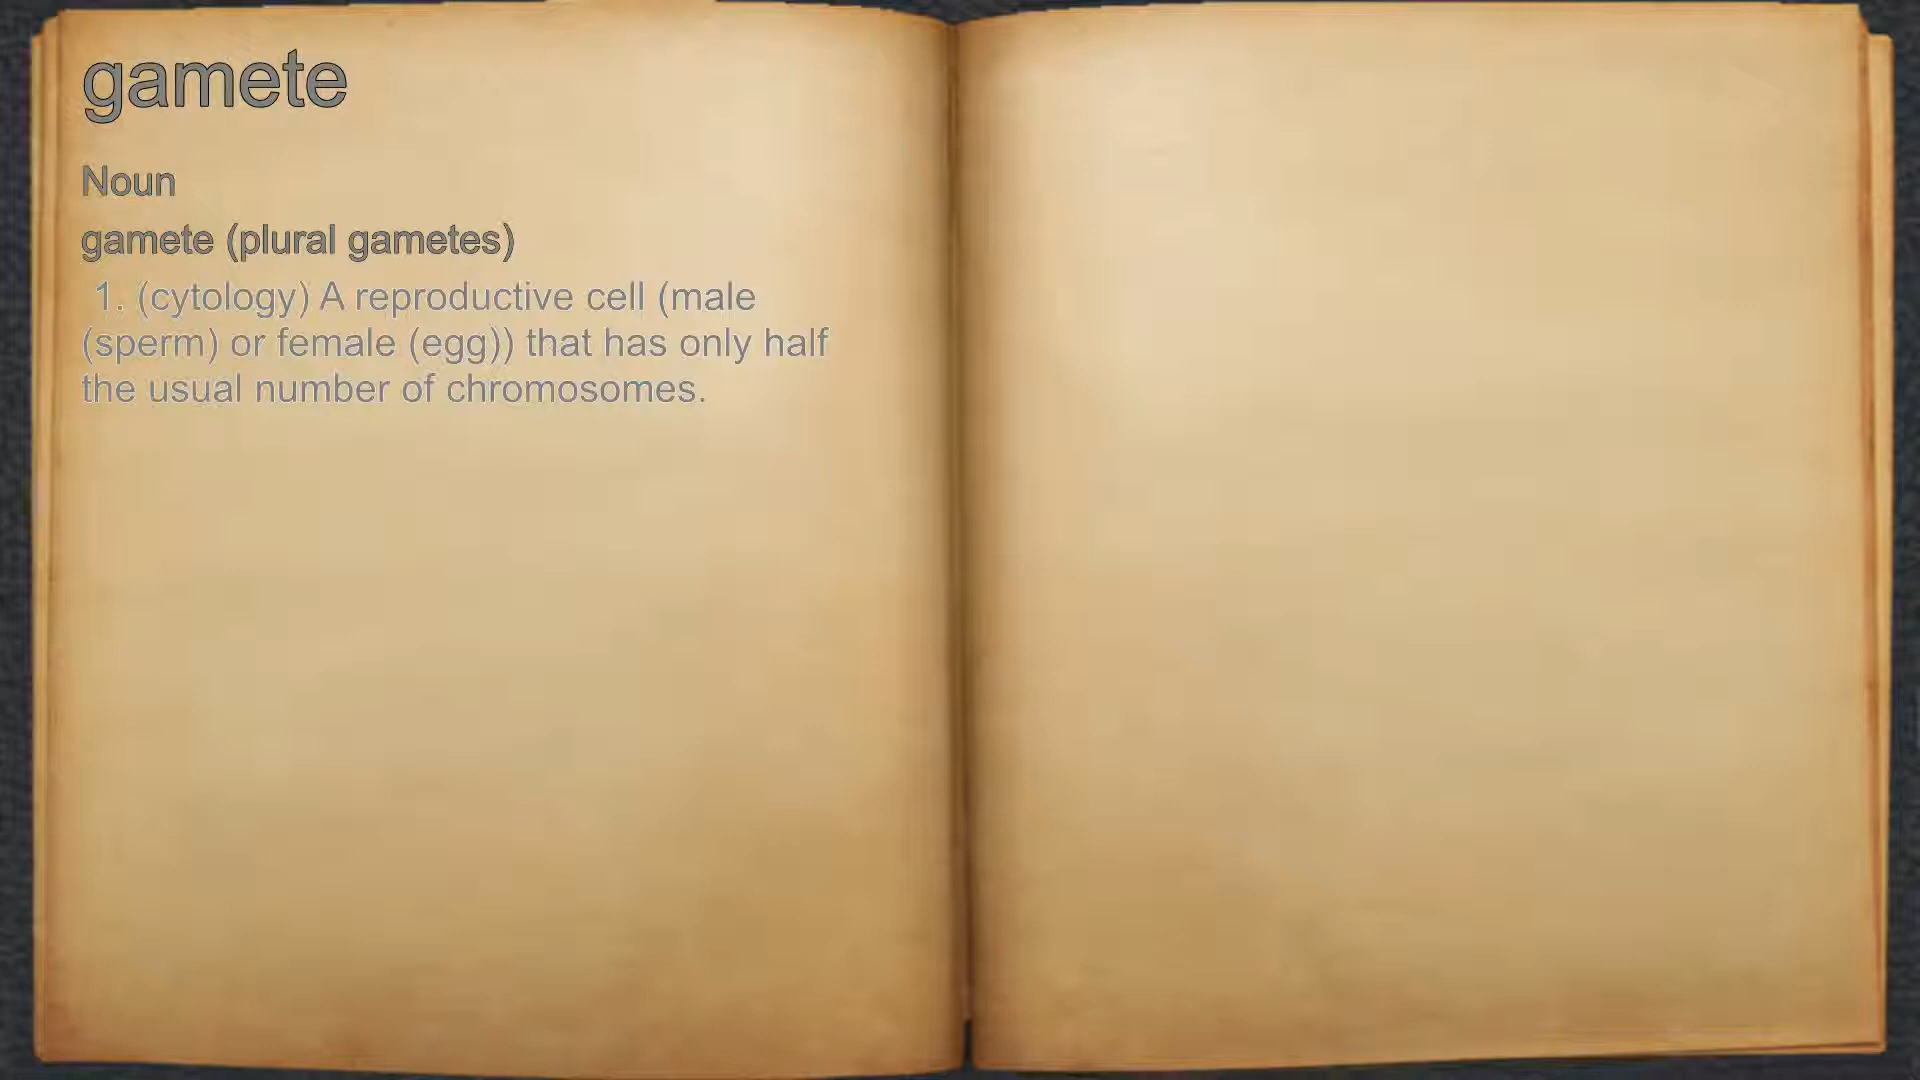 gamete
Noun
gamete (plural gametes)
1. (cytology) A reproductive cell (male
(sperm) or female (egg)) that has only half
the usual number of chromosomes.